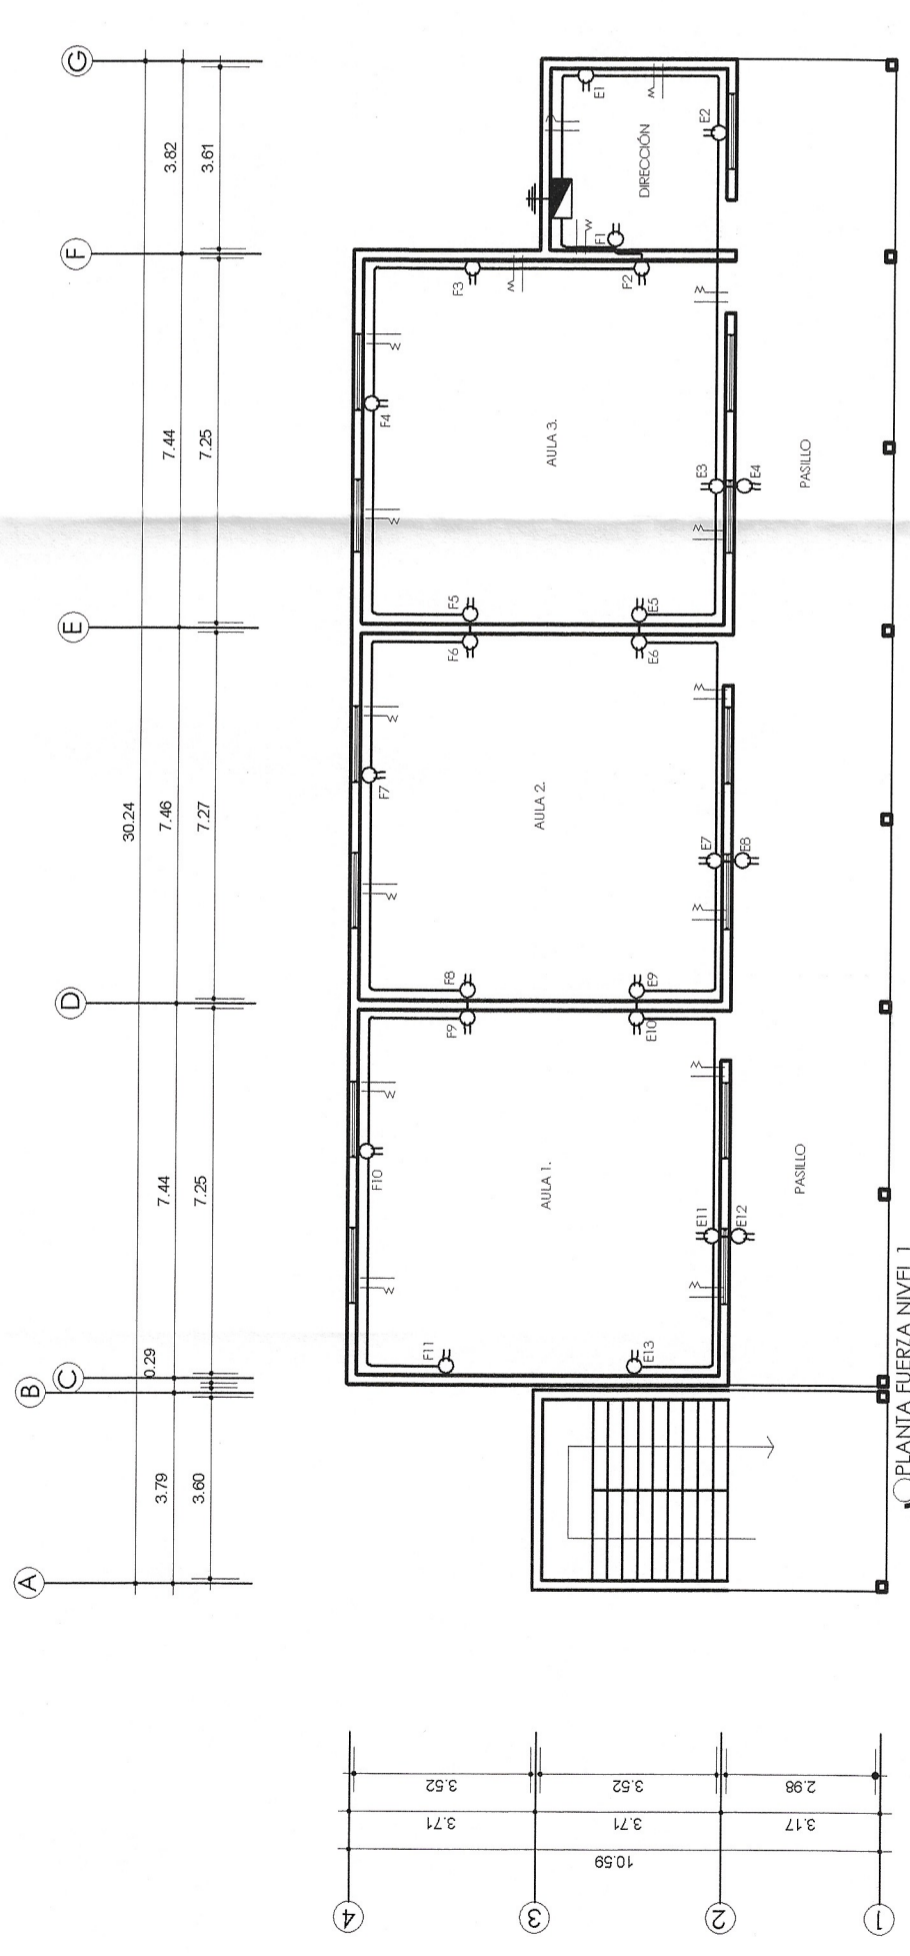 A
B
C
D
E
F
G
30.24
3.79
0.29
7.44
7.46
7.44
3.82
3.60
7.25
7.27
7.25
3.61
4
3
2
1
3.52
3.52
2.98
3.71
3.71
3.17
10.59
F11
F10
F9
F8
F7
F6
F5
F4
F3
F2
F1
E1
AULA 1.
AULA 2.
AULA 3.
DIRECCIÓN
E13
E11
E12
E10
E9
E7
E8
E6
E5
E3
E4
E2
PASILLO
PASILLO
PLANTA FUERZA NIVEL 1